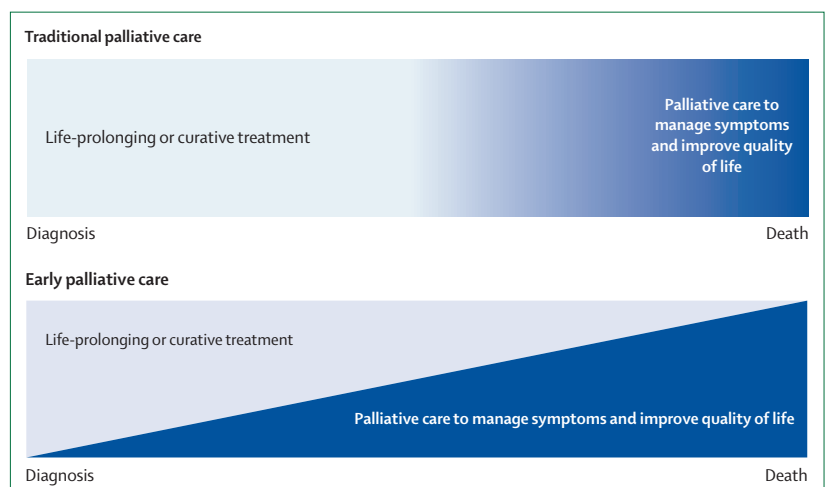 Traditional palliative care
Life-prolonging or curative treatment
Palliative care to
manage symptoms
and improve quality
of life
Diagnosis
Death
Early palliative care
Life-prolonging or curative treatment
Palliative care to manage symptoms and improve quality of life
Diagnosis
Death